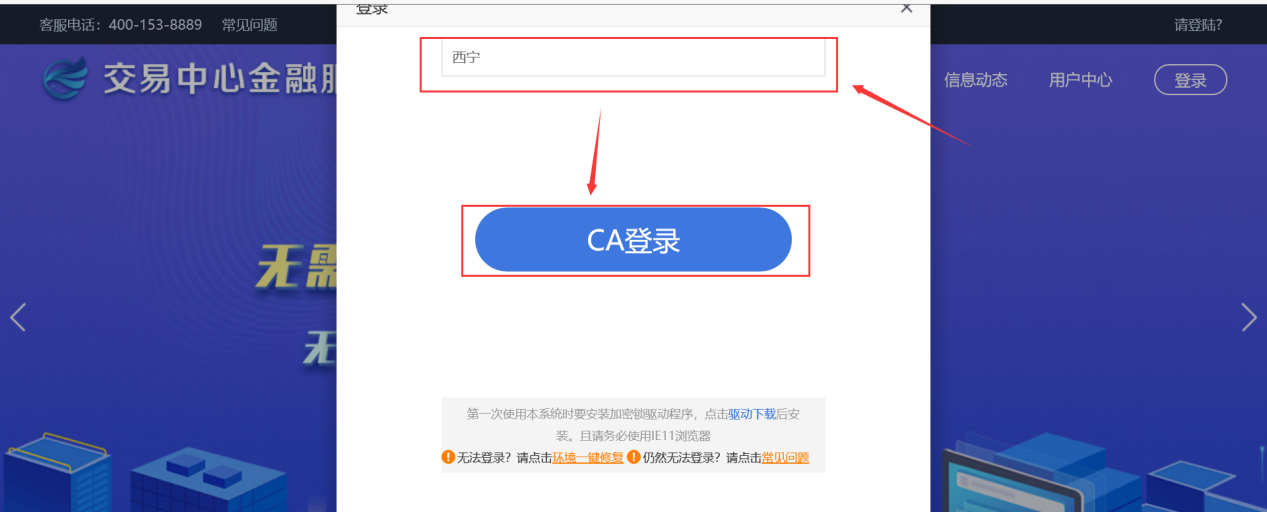 客服电话：400-153-8889 常见问题
登录
请登陆?
交易中心金融服
信息动态 用户中心 登录
西宁
CA登录
无需
无
第一次使用本系统时要安装加密锁驱动程序，点击驱动下载后安
装。且请务必使用IE11浏览器
无法登录？请点击环境一键修复 仍然无法登录？请点击常见问题